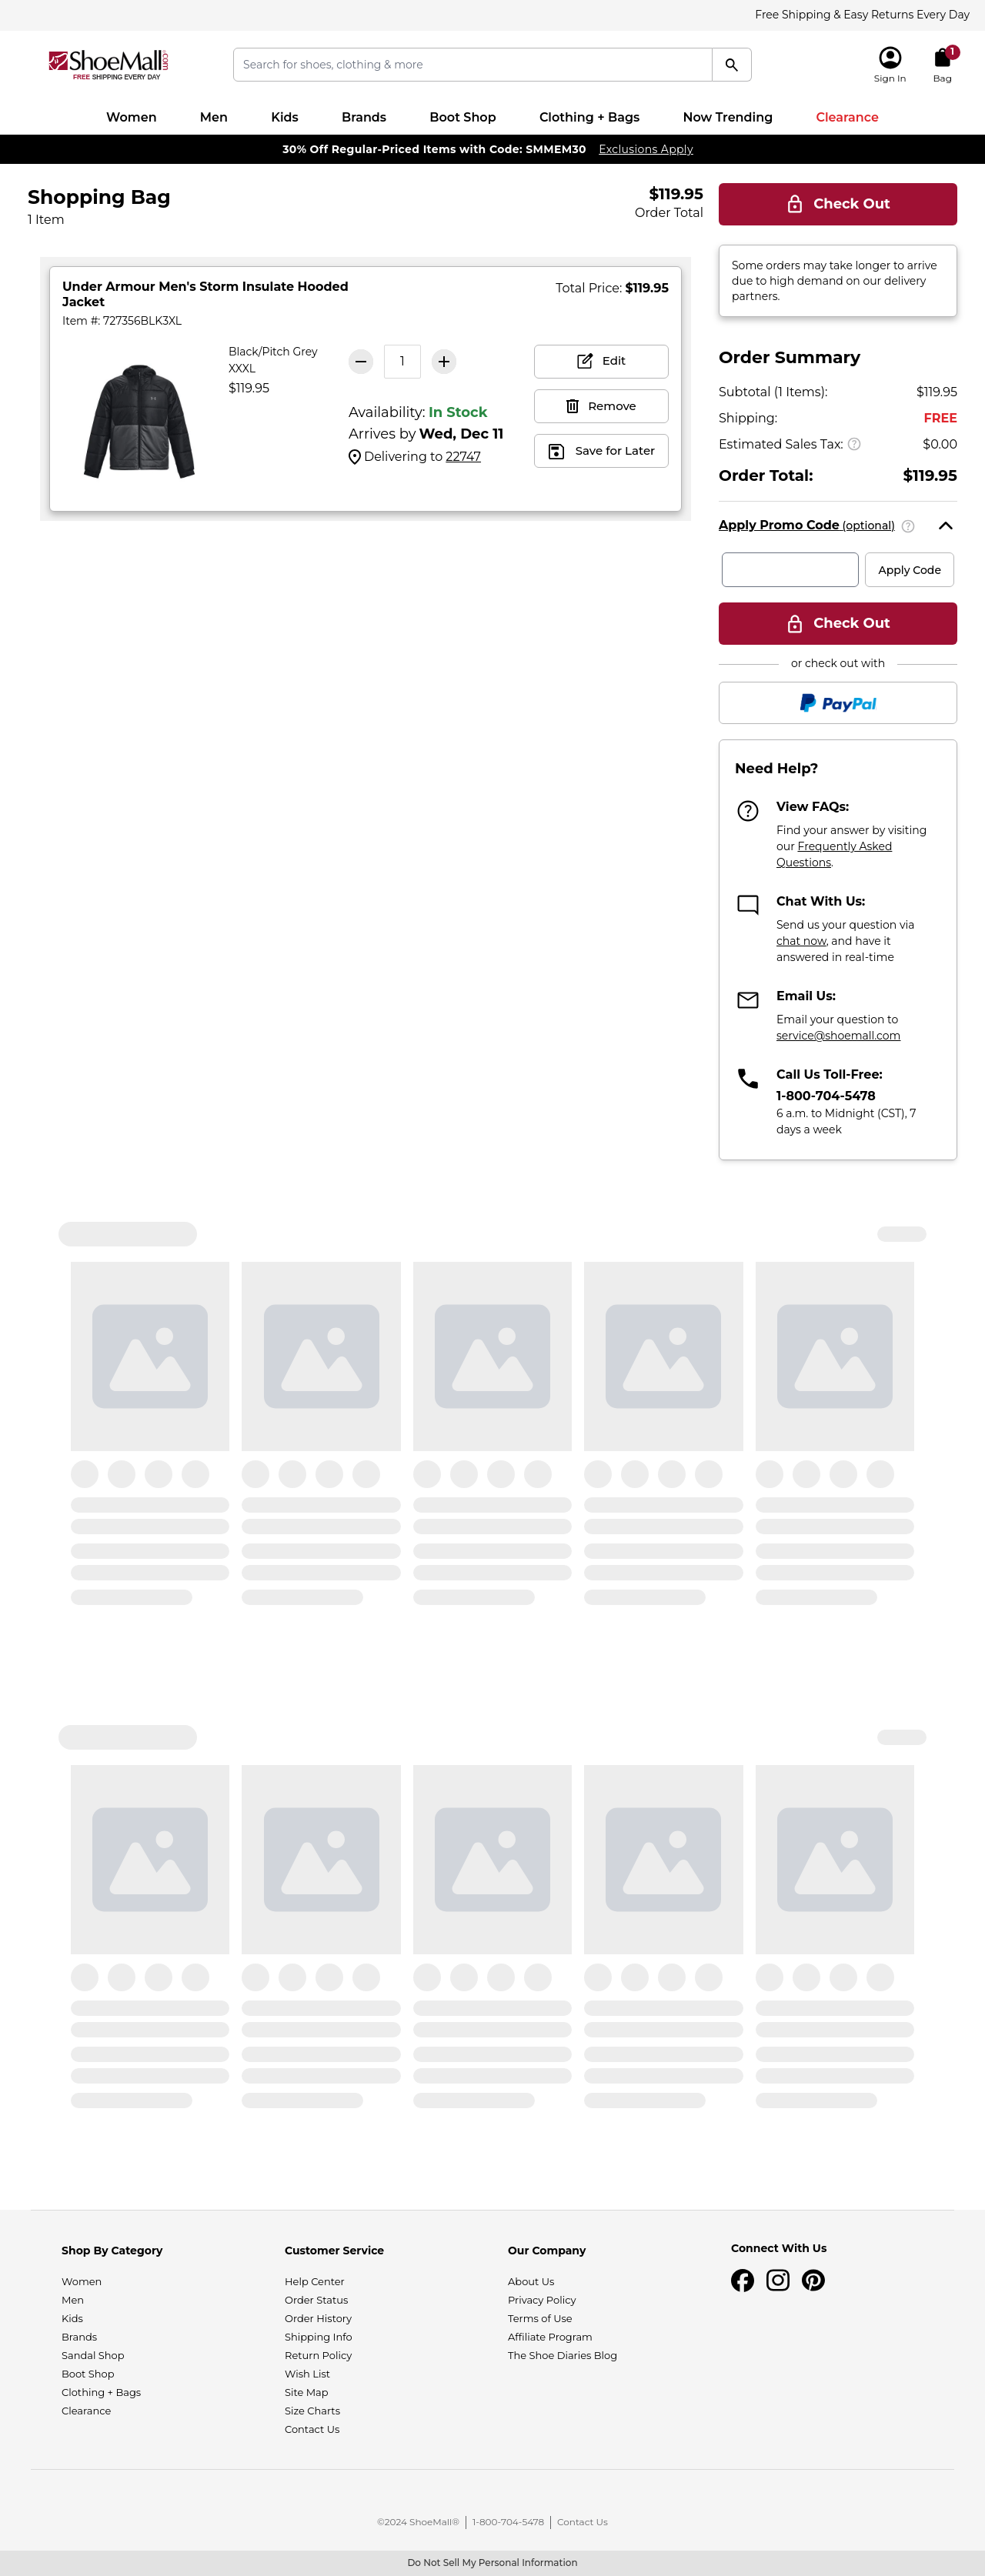 Free Shipping & Easy Returns Every Day
ShoeMall.com
FREE SHIPPING EVERY DAY
Search for shoes, clothing & more
Sign In
1
Bag
Women Men Kids Brands Boot Shop Clothing + Bags Now Trending Clearance
30% Off Regular-Priced Items with Code: SMMEM30 Exclusions Apply
Shopping Bag
1 Item
$119.95
Order Total
Check Out
Some orders may take longer to arrive
due to high demand on our delivery
partners.
Under Armour Men's Storm Insulate Hooded
Jacket
Item #: 727356BLK3XL
Total Price: $119.95
Black/Pitch Grey
XXXL
$119.95
1
Availability: In Stock
Arrives by Wed, Dec 11
Delivering to 22747
Edit
Remove
Save for Later
Order Summary
Subtotal (1 Items): $119.95
Shipping: FREE
Estimated Sales Tax: ? $0.00
Order Total: $119.95
Apply Promo Code (optional) ?
Apply Code
Check Out
or check out with
PayPal
Need Help?
View FAQs:
Find your answer by visiting
our Frequently Asked
Questions.
Chat With Us:
Send us your question via
chat now, and have it
answered in real-time
Email Us:
Email your question to
service@shoemall.com
Call Us Toll-Free:
1-800-704-5478
6 a.m. to Midnight (CST), 7
days a week
Shop By Category
Women
Men
Kids
Brands
Sandal Shop
Boot Shop
Clothing + Bags
Clearance
Customer Service
Help Center
Order Status
Order History
Shipping Info
Return Policy
Wish List
Site Map
Size Charts
Contact Us
Our Company
About Us
Privacy Policy
Terms of Use
Affiliate Program
The Shoe Diaries Blog
Connect With Us
©2024 ShoeMall® | 1-800-704-5478 | Contact Us
Do Not Sell My Personal Information